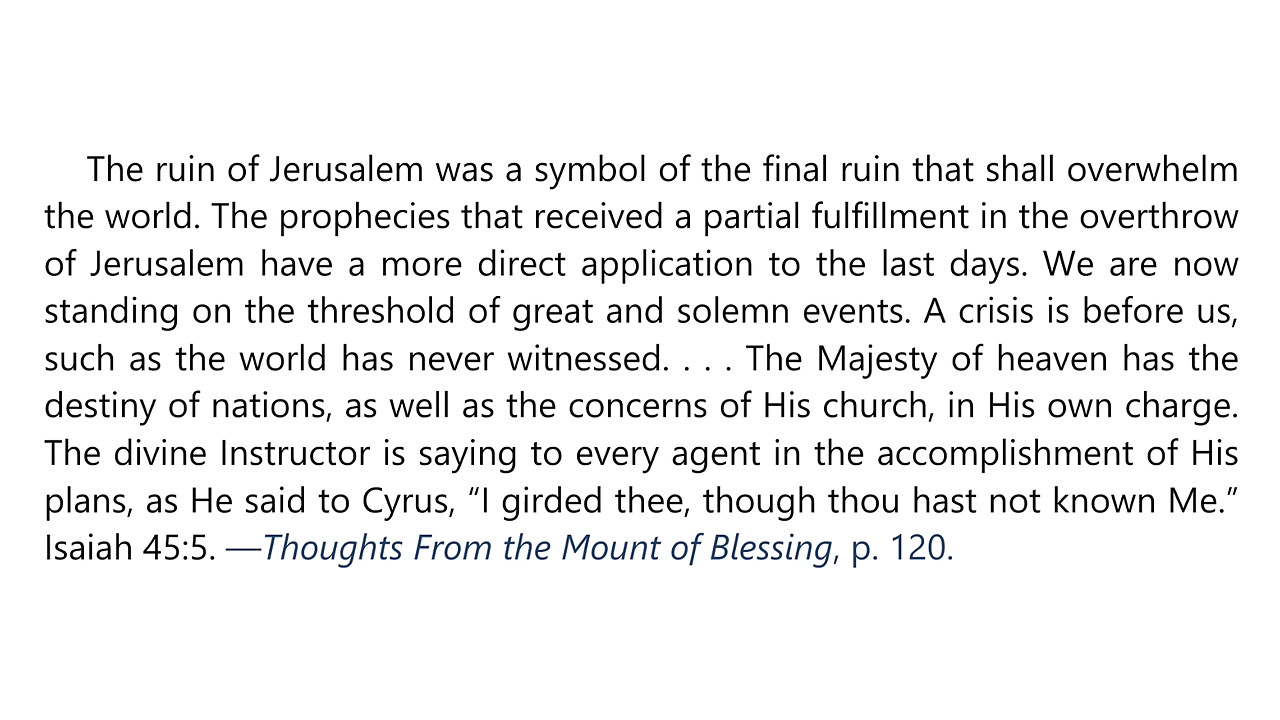 The ruin of Jerusalem was a symbol of the final ruin that shall overwhelm
the world. The prophecies that received a partial fulfillment in the overthrow
of Jerusalem have a more direct application to the last days. We are now
standing on the threshold of great and solemn events. A crisis is before us,
such as the world has never witnessed. . . . The Majesty of heaven has the
destiny of nations, as well as the concerns of His church, in His own charge.
The divine Instructor is saying to every agent in the accomplishment of His
plans, as He said to Cyrus, “I girded thee, though thou hast not known Me.”
Isaiah 45:5. —Thoughts From the Mount of Blessing, p. 120.